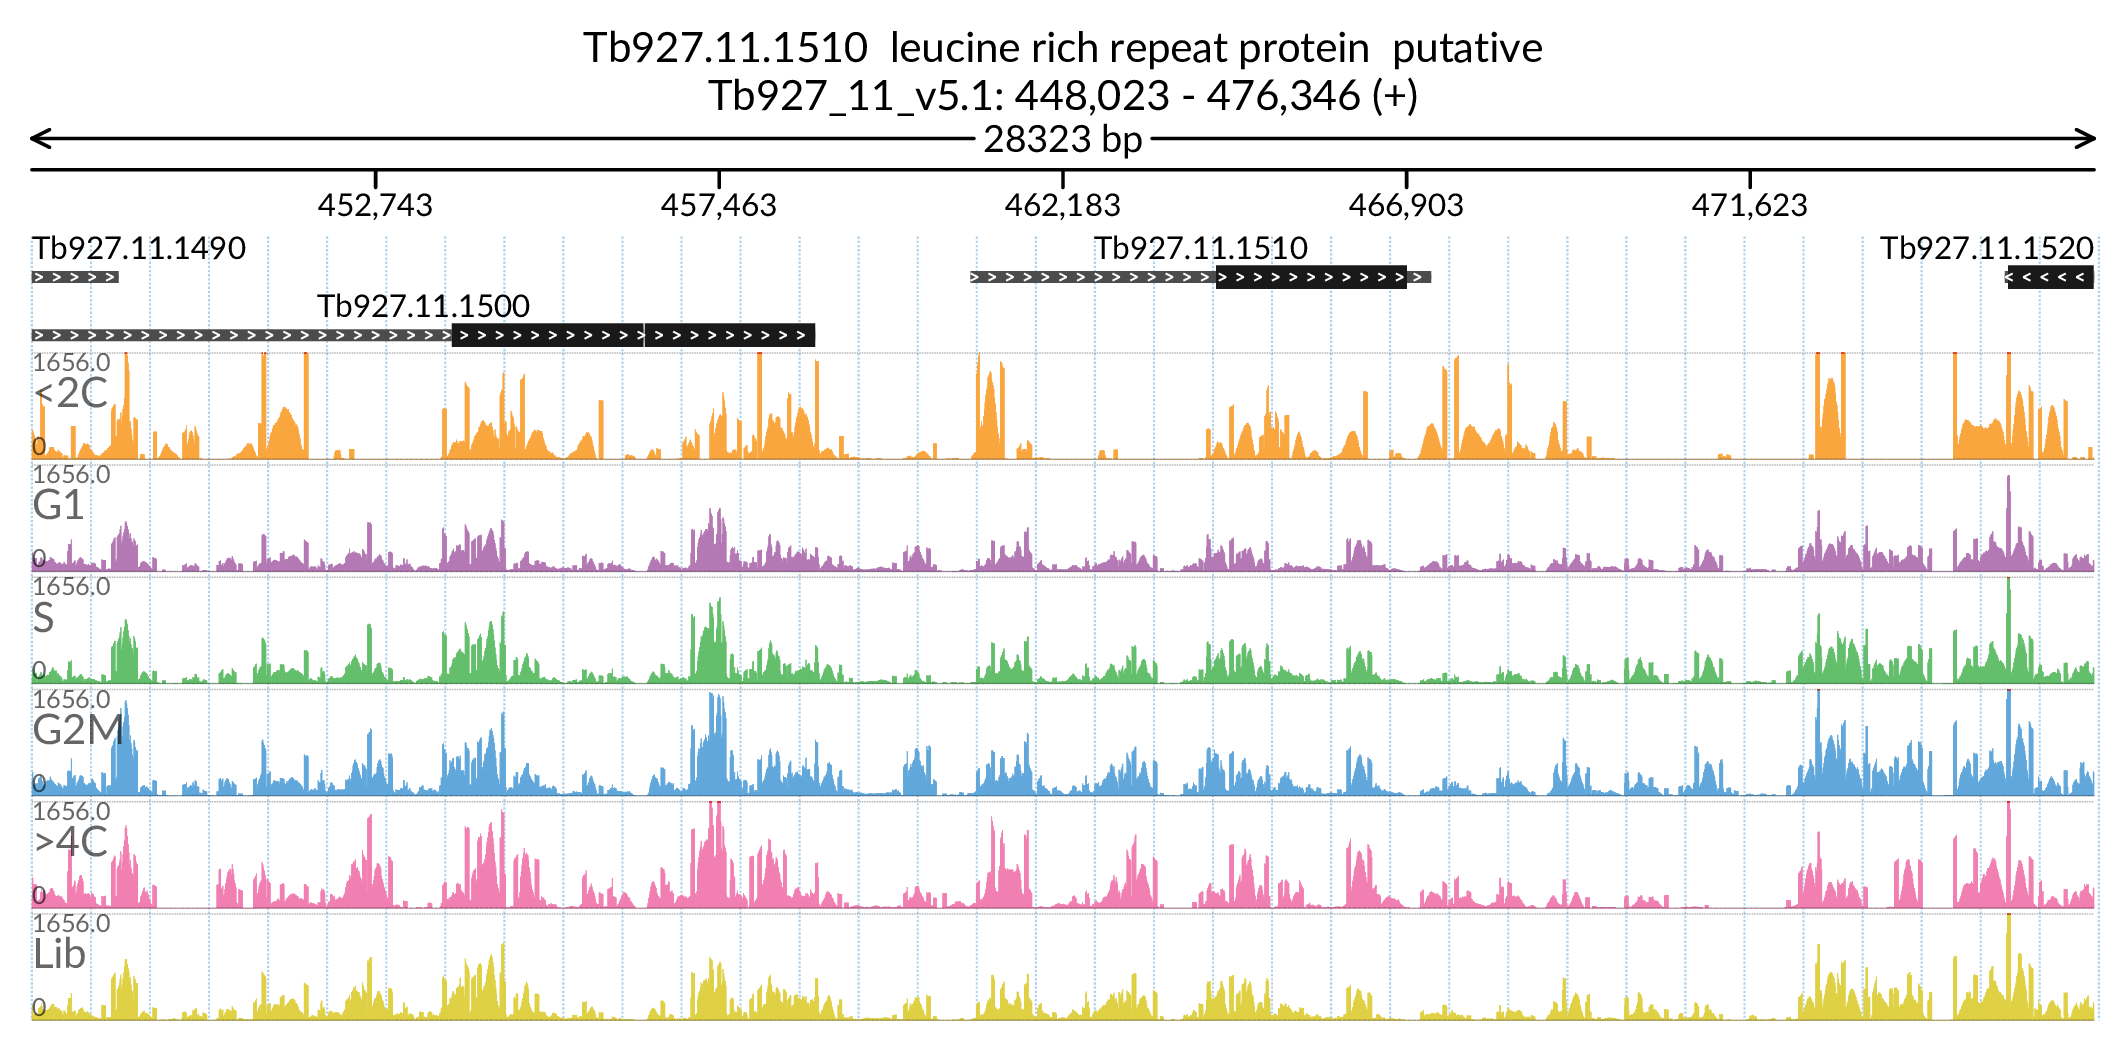 Tb927.11.1510  leucine rich repeat protein  putative
Tb927_11_v5.1: 448,023 - 476,346 (+)
28323 bp
452,743 457,463 462,183 466,903 471,623
Tb927.11.1490 Tb927.11.1510 Tb927.11.1520
Tb927.11.1500
1656.0
<2C
0
1656.0
G1
0
1656.0
S
0
1656.0
G2M
0
1656.0
>4C
0
1656.0
Lib
0